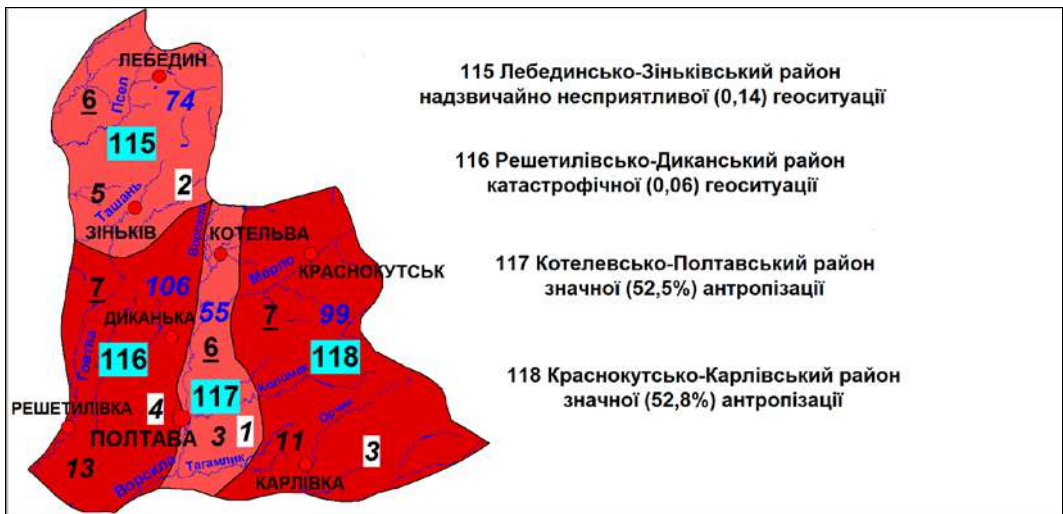 ЛЕБЕДИН
6
Псел
74
115
5
Ташань
2
ЗІНЬКІВ
Ворскла
КОТЕЛЬВА
Мерло
КРАСНОКУТСЬК
7
106
55
7
99
ДИКАНЬКА
6
Говтва
116
118
117
Коломак
РЕШЕТИЛІВКА
4
Орчик
ПОЛТАВА
3
1
11
3
13
Ворскла
Тагамлик
КАРЛІВКА
115 Лебединсько-Зіньківський район
надзвичайно несприятливої (0,14) геоситуації
116 Решетилівсько-Диканський район
катастрофічної (0,06) геоситуації
117 Котелевсько-Полтавський район
значної (52,5%) антропізації
118 Краснокутсько-Карлівський район
значної (52,8%) антропізації